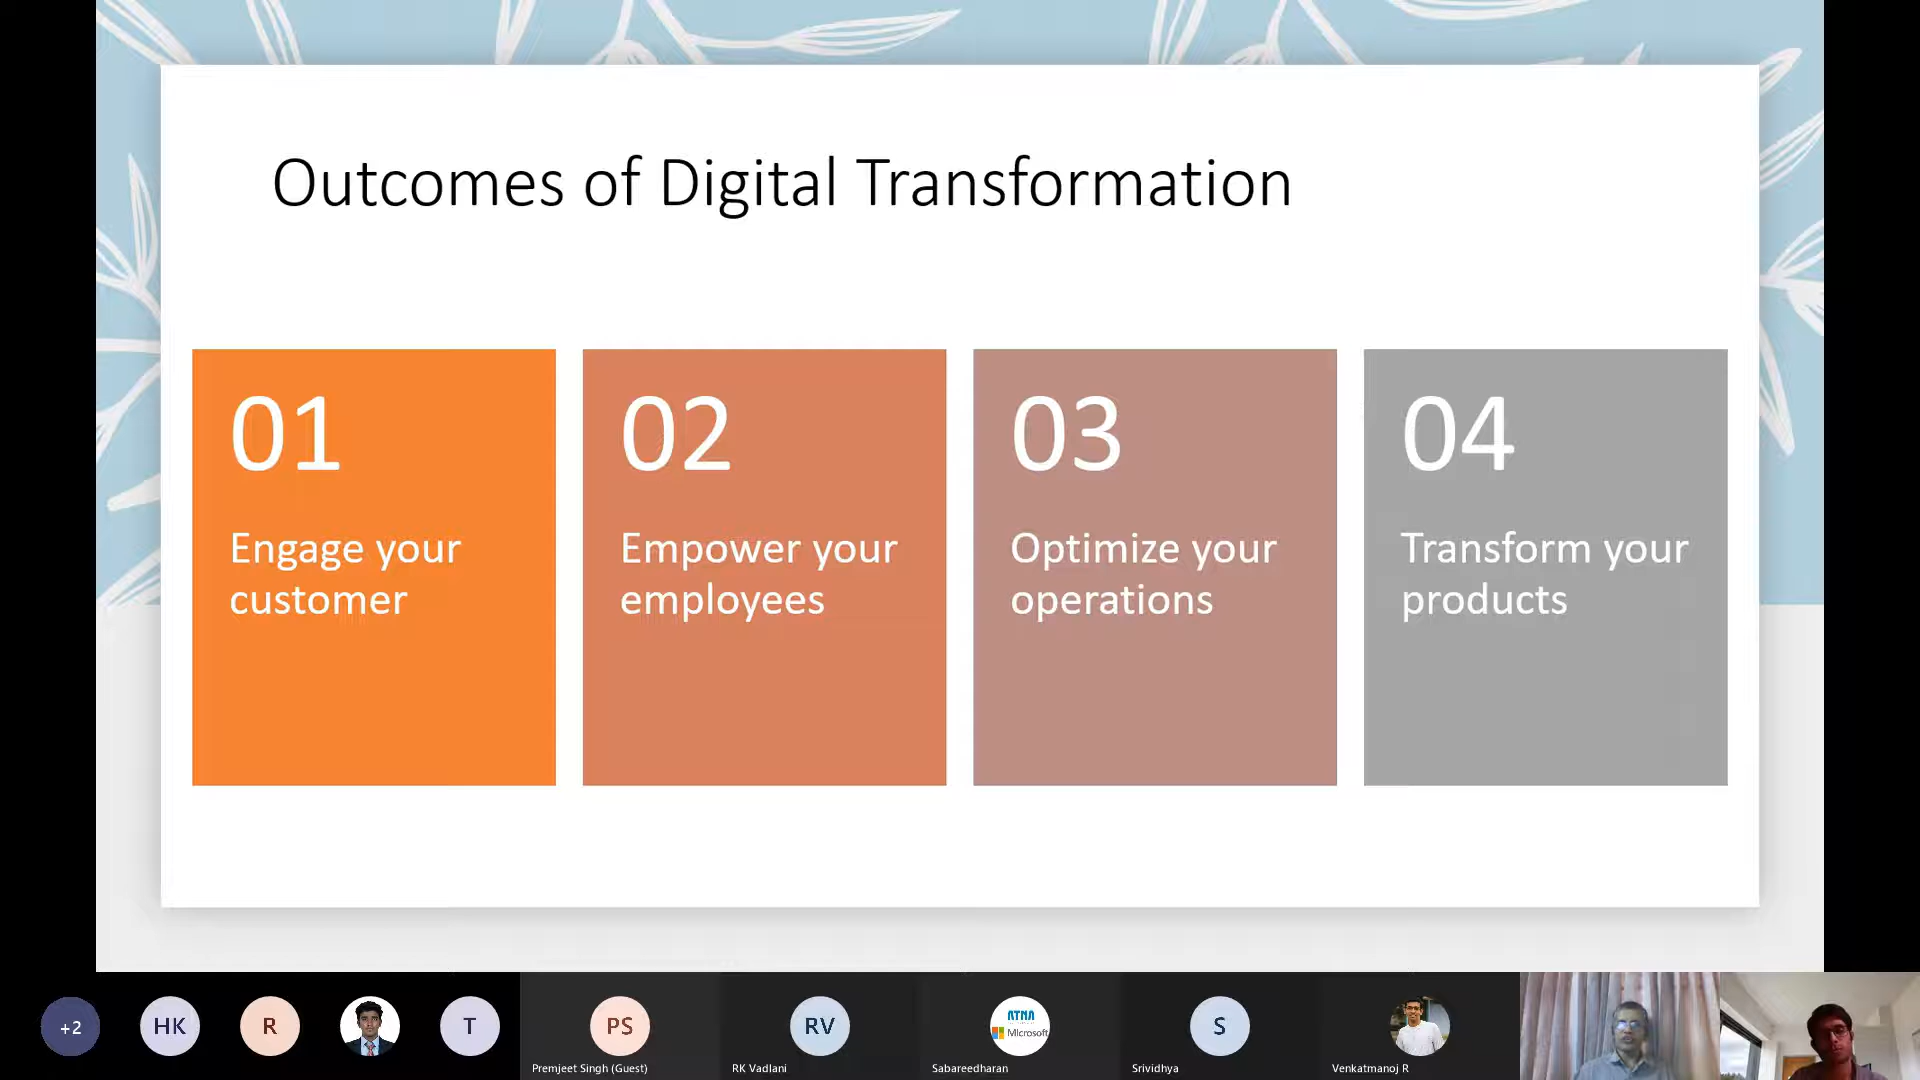 Outcomes of Digital Transformation
01
Engage your
customer
02
Empower your
employees
03
Optimize your
operations
04
Transform your
products
+2
HK
R
T
PS
Premjeet Singh (Guest)
RV
RK Vadlani
ATNA
Microsoft
Sabareedharan
S
Srividhya
Venkatmanoj R